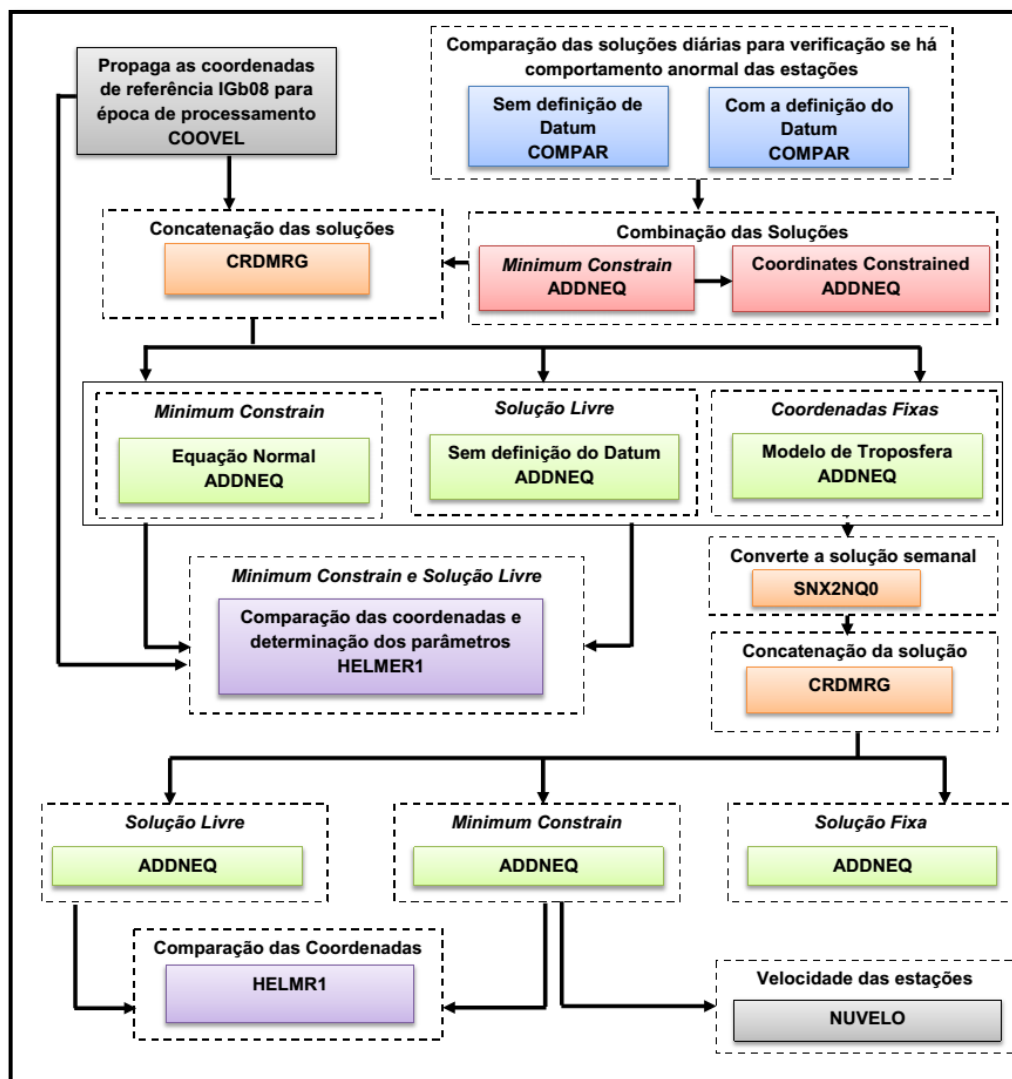 Propaga as coordenadas
de referência IGb08 para
época de processamento
COOVEL
Comparação das soluções diárias para verificação se há
comportamento anormal das estações
Sem definição de
Datum
COMPAR
Com a definição do
Datum
COMPAR
Concatenação das soluções
CRDMRG
Combinação das Soluções
Minimum Constrain
ADDNEQ
Coordinates Constrained
ADDNEQ
Minimum Constrain
Equação Normal
ADDNEQ
Solução Livre
Sem definição do Datum
ADDNEQ
Coordenadas Fixas
Modelo de Troposfera
ADDNEQ
Minimum Constrain e Solução Livre
Comparação das coordenadas e
determinação dos parâmetros
HELMER1
Converte a solução semanal
SNX2NQ0
Concatenação da solução
CRDMRG
Solução Livre
ADDNEQ
Minimum Constrain
ADDNEQ
Solução Fixa
ADDNEQ
Comparação das Coordenadas
HELMR1
Velocidade das estações
NUVELO